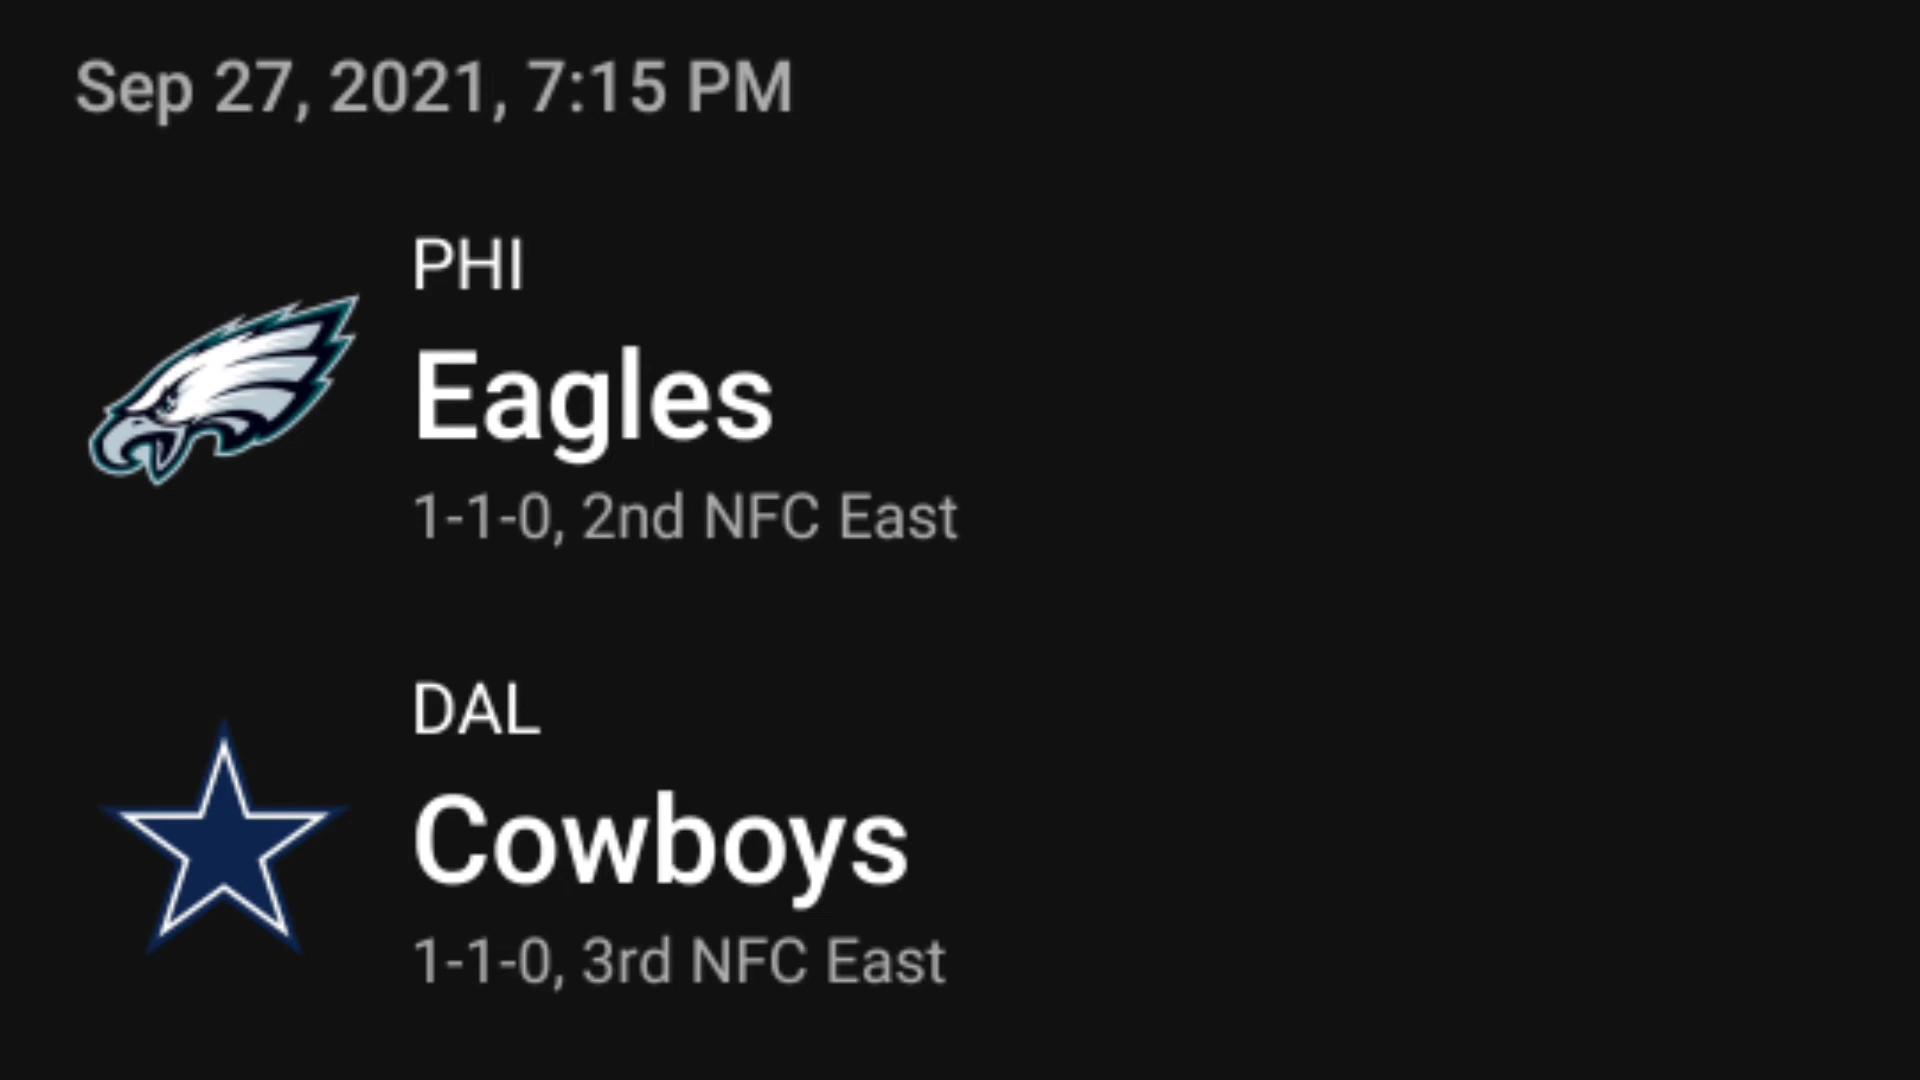 Sep 27, 2021, 7:15 PM
PHI
Eagles
1-1-0, 2nd NFC East
DAL
Cowboys
1-1-0, 3rd NFC East